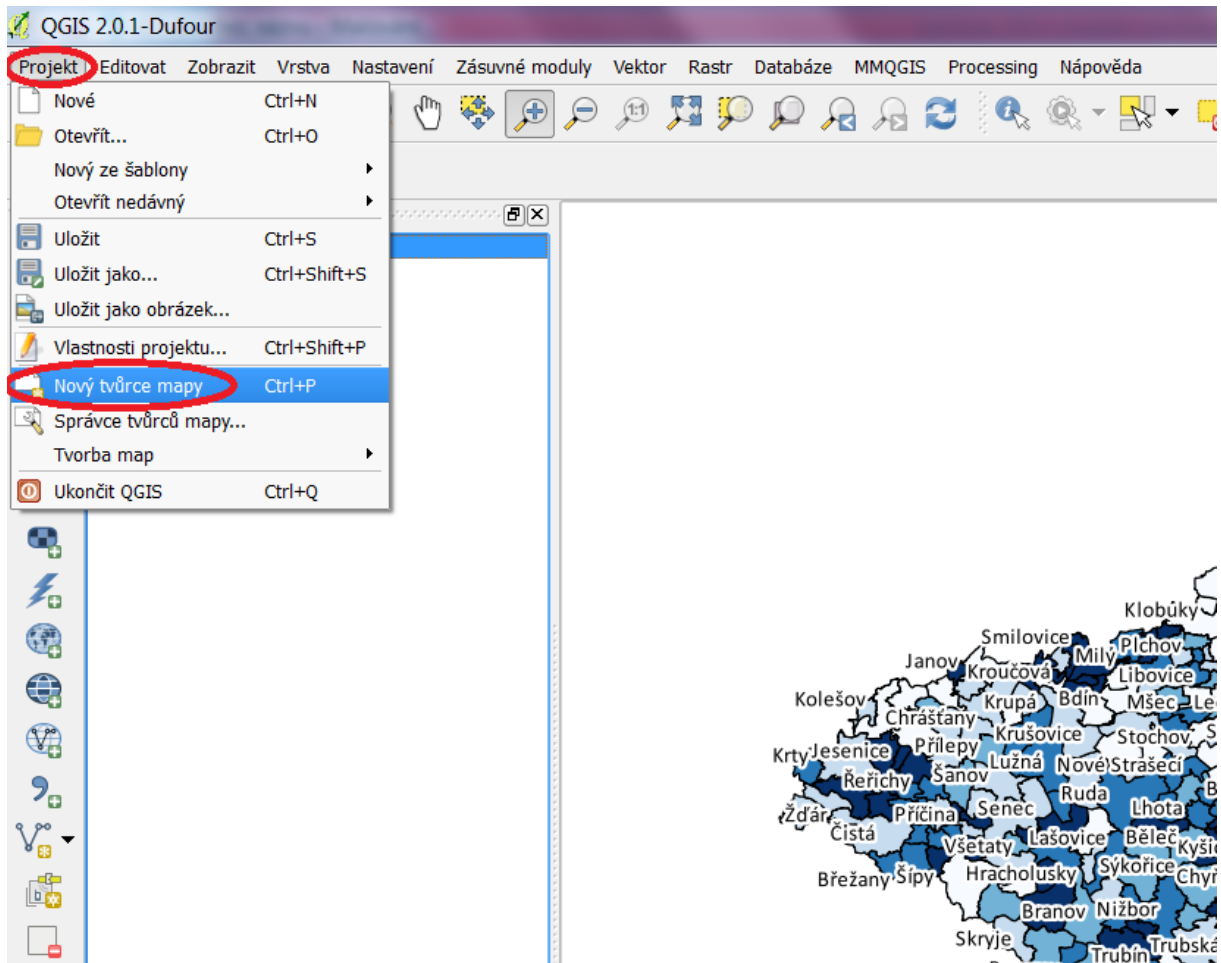 QGIS 2.0.1-Dufour
Projekt Editovat Zobrazit Vrstva Nastavení Zásuvné moduly Vektor Rastr Databáze MMQGIS Processing Nápověda
Nové Ctrl+N
Otevřít... Ctrl+O
Nový ze šablony
Otevřít nedávný
Uložit Ctrl+S
Uložit jako... Ctrl+Shift+S
Uložit jako obrázek...
Vlastnosti projektu... Ctrl+Shift+P
Nový tvůrce mapy Ctrl+P
Správce tvůrců mapy...
Tvorba map
Ukončit QGIS Ctrl+Q
1:1
Klobuky
Smilovice
Milý
Plchov
Janov
Kroučová
Libovice
Kolešov
Krupá
Bdín
Mšec
Chrášťany
Krušovice
Stochov
Krty
Jesenice
Přílepy
Lužná
Nové Strašecí
Řeřichy
Šanov
Ruda
Žďár
Příčina
Senec
Lhota
Čistá
Všetaty
Lašovice
Běleč
Břežany
Šípy
Hracholusky
Sýkořice
Branov
Nižbor
Skryje
Trubín